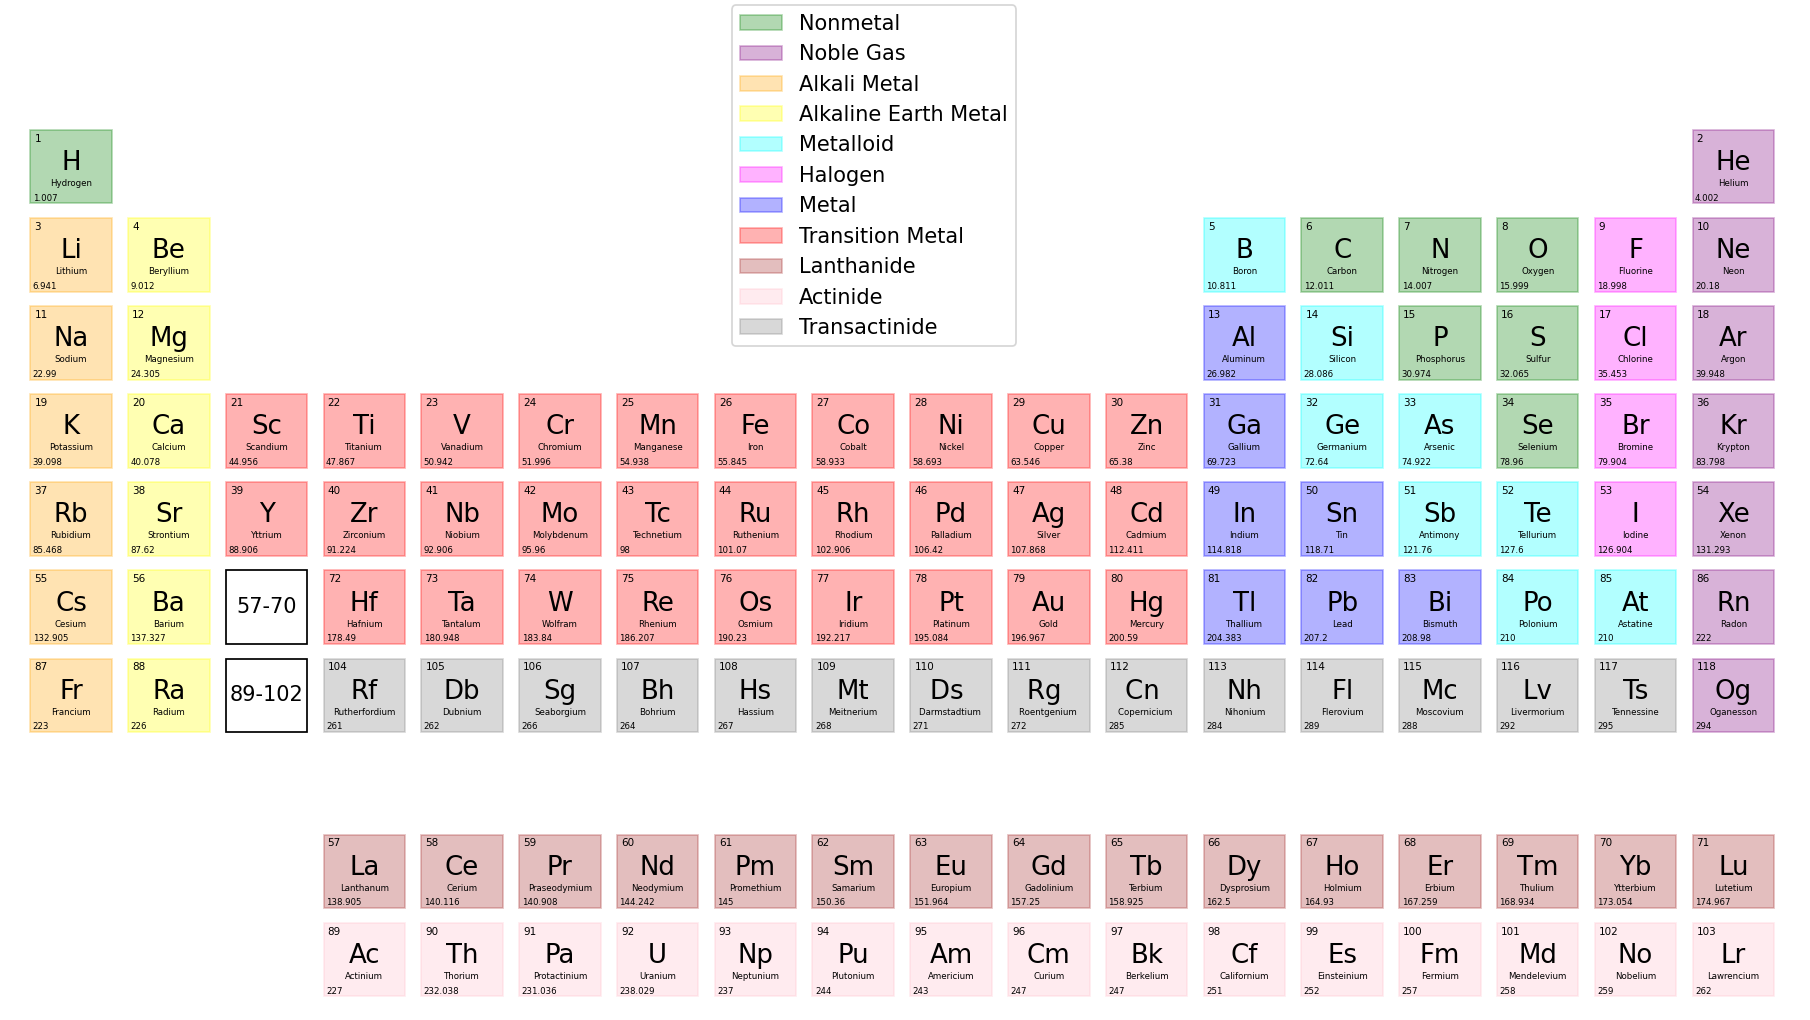 Nonmetal
Noble Gas
Alkali Metal
Alkaline Earth Metal
Metalloid
Halogen
Metal
Transition Metal
Lanthanide
Actinide
Transactinide
1
H
Hydrogen
1.007
2
He
Helium
4.002
3
Li
Lithium
6.941
4
Be
Beryllium
9.012
5
B
Boron
10.811
6
C
Carbon
12.011
7
N
Nitrogen
14.007
8
O
Oxygen
15.999
9
F
Fluorine
18.998
10
Ne
Neon
20.18
11
Na
Sodium
22.99
12
Mg
Magnesium
24.305
13
Al
Aluminum
26.982
14
Si
Silicon
28.086
15
P
Phosphorus
30.974
16
S
Sulfur
32.065
17
Cl
Chlorine
35.453
18
Ar
Argon
39.948
19
K
Potassium
39.098
20
Ca
Calcium
40.078
21
Sc
Scandium
44.956
22
Ti
Titanium
47.867
23
V
Vanadium
50.942
24
Cr
Chromium
51.996
25
Mn
Manganese
54.938
26
Fe
Iron
55.845
27
Co
Cobalt
58.933
28
Ni
Nickel
58.693
29
Cu
Copper
63.546
30
Zn
Zinc
65.38
31
Ga
Gallium
69.723
32
Ge
Germanium
72.64
33
As
Arsenic
74.922
34
Se
Selenium
78.96
35
Br
Bromine
79.904
36
Kr
Krypton
83.798
37
Rb
Rubidium
85.468
38
Sr
Strontium
87.62
39
Y
Yttrium
88.906
40
Zr
Zirconium
91.224
41
Nb
Niobium
92.906
42
Mo
Molybdenum
95.96
43
Tc
Technetium
98
44
Ru
Ruthenium
101.07
45
Rh
Rhodium
102.906
46
Pd
Palladium
106.42
47
Ag
Silver
107.868
48
Cd
Cadmium
112.411
49
In
Indium
114.818
50
Sn
Tin
118.71
51
Sb
Antimony
121.76
52
Te
Tellurium
127.6
53
I
Iodine
126.904
54
Xe
Xenon
131.293
55
Cs
Cesium
132.905
56
Ba
Barium
137.327
57-70
72
Hf
Hafnium
178.49
73
Ta
Tantalum
180.948
74
W
Wolfram
183.84
75
Re
Rhenium
186.207
76
Os
Osmium
190.23
77
Ir
Iridium
192.217
78
Pt
Platinum
195.084
79
Au
Gold
196.967
80
Hg
Mercury
200.59
81
Tl
Thallium
204.383
82
Pb
Lead
207.2
83
Bi
Bismuth
208.98
84
Po
Polonium
210
85
At
Astatine
210
86
Rn
Radon
222
87
Fr
Francium
223
88
Ra
Radium
226
89-102
104
Rf
Rutherfordium
261
105
Db
Dubnium
262
106
Sg
Seaborgium
266
107
Bh
Bohrium
264
108
Hs
Hassium
267
109
Mt
Meitnerium
268
110
Ds
Darmstadtium
271
111
Rg
Roentgenium
272
112
Cn
Copernicium
285
113
Nh
Nihonium
284
114
Fl
Flerovium
289
115
Mc
Moscovium
288
116
Lv
Livermorium
292
117
Ts
Tennessine
295
118
Og
Oganesson
294
57
La
Lanthanum
138.905
58
Ce
Cerium
140.116
59
Pr
Praseodymium
140.908
60
Nd
Neodymium
144.242
61
Pm
Promethium
145
62
Sm
Samarium
150.36
63
Eu
Europium
151.964
64
Gd
Gadolinium
157.25
65
Tb
Terbium
158.925
66
Dy
Dysprosium
162.5
67
Ho
Holmium
164.93
68
Er
Erbium
167.259
69
Tm
Thulium
168.934
70
Yb
Ytterbium
173.054
71
Lu
Lutetium
174.967
89
Ac
Actinium
227
90
Th
Thorium
232.038
91
Pa
Protactinium
231.036
92
U
Uranium
238.029
93
Np
Neptunium
237
94
Pu
Plutonium
244
95
Am
Americium
243
96
Cm
Curium
247
97
Bk
Berkelium
247
98
Cf
Californium
251
99
Es
Einsteinium
252
100
Fm
Fermium
257
101
Md
Mendelevium
258
102
No
Nobelium
259
103
Lr
Lawrencium
262